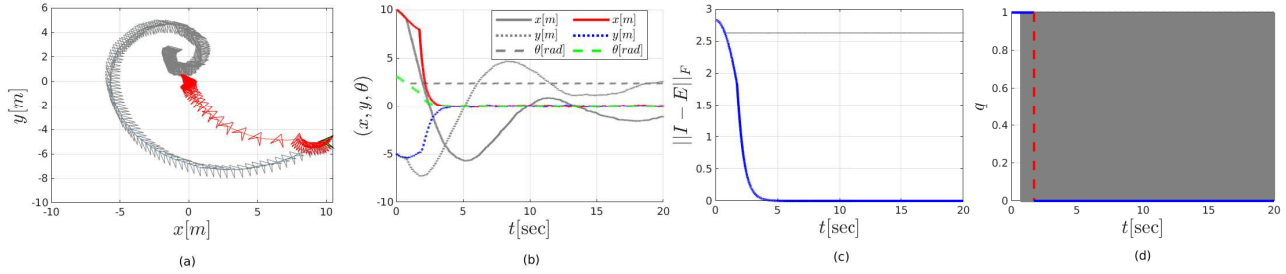 6
4
2
0
-2
-4
-6
-8
-10
-10
-5
0
5
10
y[m]
x[m]
(a)
10
5
0
-5
-10
0
5
10
15
20
(x, y, θ)
t[sec]
x[m]
y[m]
θ[rad]
x[m]
y[m]
θ[rad]
(b)
3
2.5
2
1.5
1
0.5
0
0
5
10
15
20
||I − E||F
t[sec]
(c)
1
0.8
0.6
0.4
0.2
0
0
5
10
15
20
q
t[sec]
(d)